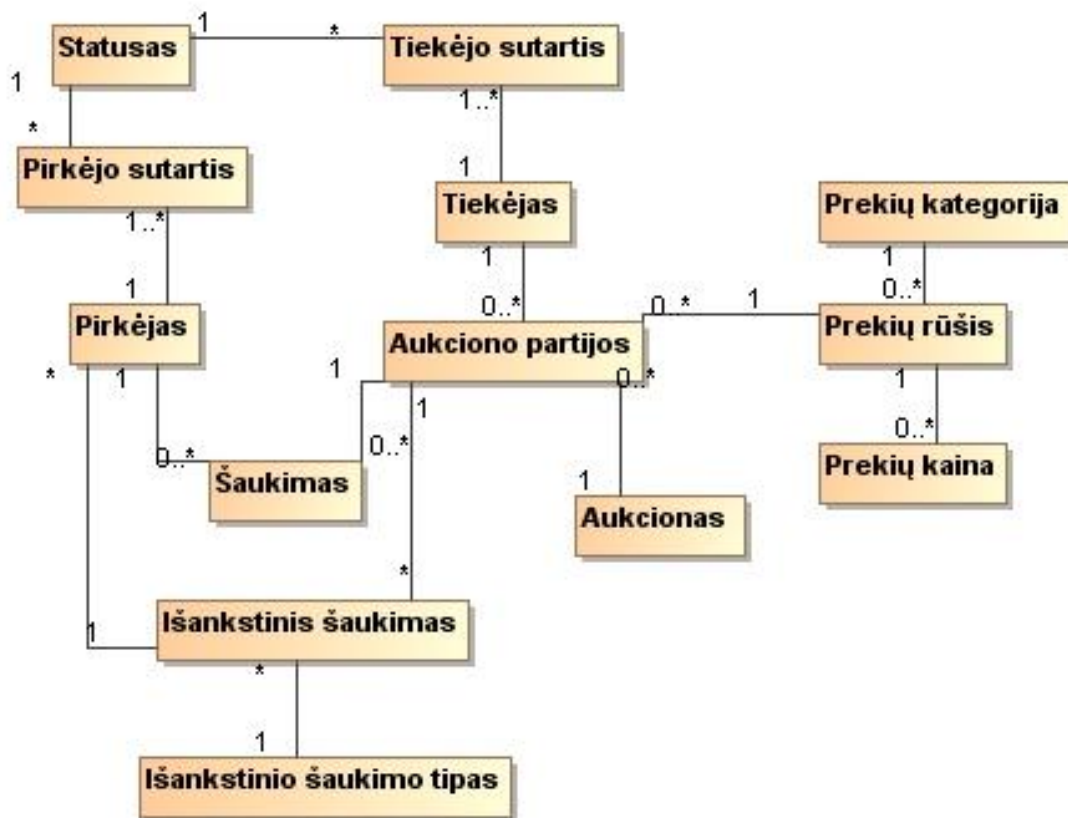 1 *
Statusas Tiekėjo sutartis
1 1..*
*
Pirkėjo sutartis 1
Tiekėjas Prekių kategorija
1..* 1 1
1 0..* 0..* 1 0..*
Pirkėjas Aukciono partijos Prekių rūšis
* 1 1 1 0..* 1
0..* 0..* 0..*
Šaukimas 1 Prekių kaina
Aukcionas
*
Išankstinis šaukimas
1 *
1
Išankstinio šaukimo tipas